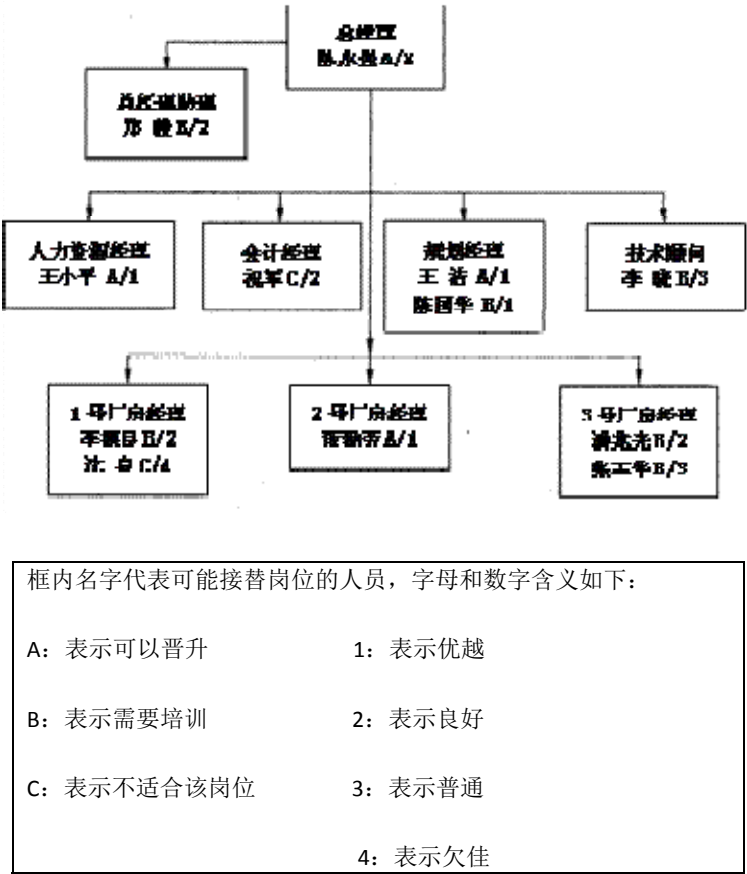 总经理
陈永强A/2
总经理助理
郑 B/2
人力资源经理
王小平 A/1
会计经理
祝军C/2
规划经理
王 浩 A/1
陈国华 B/1
技术顾问
李 晓 B/3
1号厂房经理
B/2
C/4
2号厂房经理
A/1
3号厂房经理
B/2
B/3
框内名字代表可能接替岗位的人员，字母和数字含义如下：
A：表示可以晋升 1：表示优越
B：表示需要培训 2：表示良好
C：表示不适合该岗位 3：表示普通
4：表示欠佳